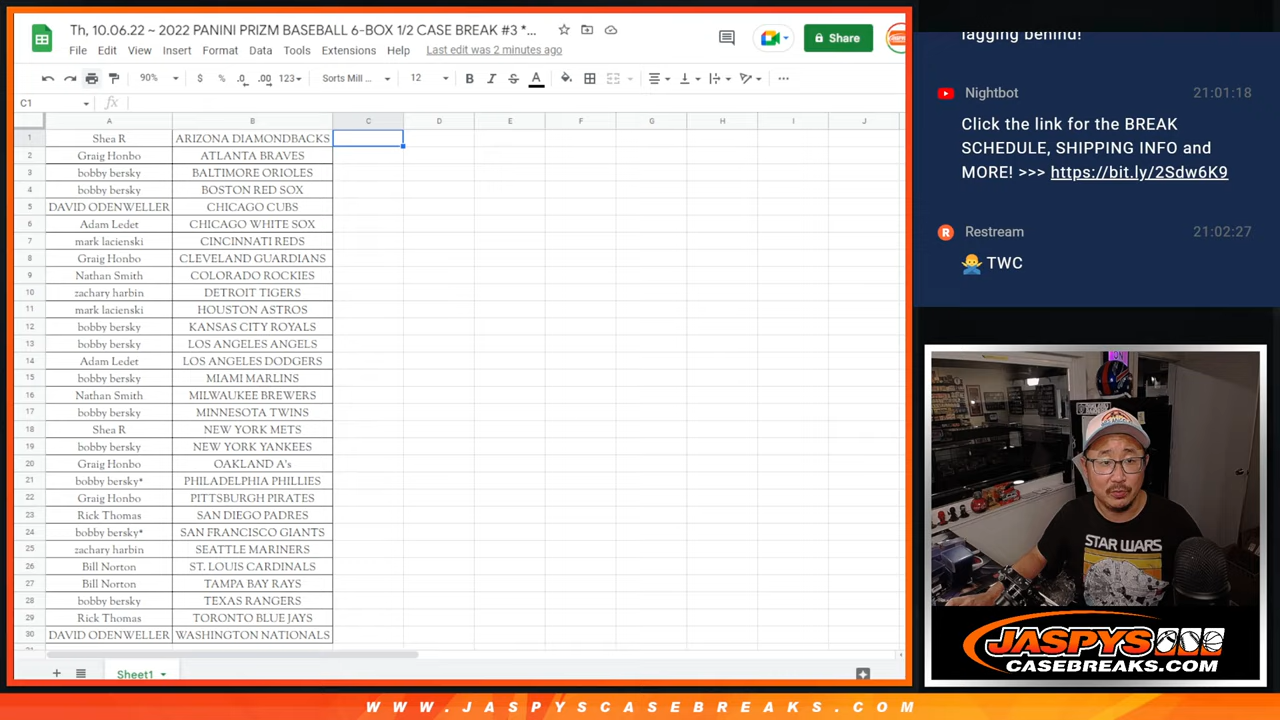 Th, 10.06.22 ~ 2022 PANINI PRIZM BASEBALL 6-BOX 1/2 CASE BREAK #3 *...
File Edit View Insert Format Data Tools Extensions Help Last edit was 2 minutes ago
Share
90% $ % .0 .00 123 Sorts Mill ... 12 B I S A
C1 fx
A B C D E F G H I J
1 Shea R ARIZONA DIAMONDBACKS
2 Graig Honbo ATLANTA BRAVES
3 bobby bersky BALTIMORE ORIOLES
4 bobby bersky BOSTON RED SOX
5 DAVID ODENWELLER CHICAGO CUBS
6 Adam Ledet CHICAGO WHITE SOX
7 mark lacienski CINCINNATI REDS
8 Graig Honbo CLEVELAND GUARDIANS
9 Nathan Smith COLORADO ROCKIES
10 zachary harbin DETROIT TIGERS
11 mark lacienski HOUSTON ASTROS
12 bobby bersky KANSAS CITY ROYALS
13 bobby bersky LOS ANGELES ANGELS
14 Adam Ledet LOS ANGELES DODGERS
15 bobby bersky MIAMI MARLINS
16 Nathan Smith MILWAUKEE BREWERS
17 bobby bersky MINNESOTA TWINS
18 Shea R NEW YORK METS
19 bobby bersky NEW YORK YANKEES
20 Graig Honbo OAKLAND A's
21 bobby bersky* PHILADELPHIA PHILLIES
22 Graig Honbo PITTSBURGH PIRATES
23 Rick Thomas SAN DIEGO PADRES
24 bobby bersky* SAN FRANCISCO GIANTS
25 zachary harbin SEATTLE MARINERS
26 Bill Norton ST. LOUIS CARDINALS
27 Bill Norton TAMPA BAY RAYS
28 bobby bersky TEXAS RANGERS
29 Rick Thomas TORONTO BLUE JAYS
30 DAVID ODENWELLER WASHINGTON NATIONALS
Sheet1
lagging behind!
Nightbot 21:01:18
Click the link for the BREAK
SCHEDULE, SHIPPING INFO and
MORE! >>> https://bit.ly/2Sdw6K9
Restream 21:02:27
TWC
STAR WARS
JASPYS
CASEBREAKS.COM
WWW.JASPYSCASEBREAKS.COM